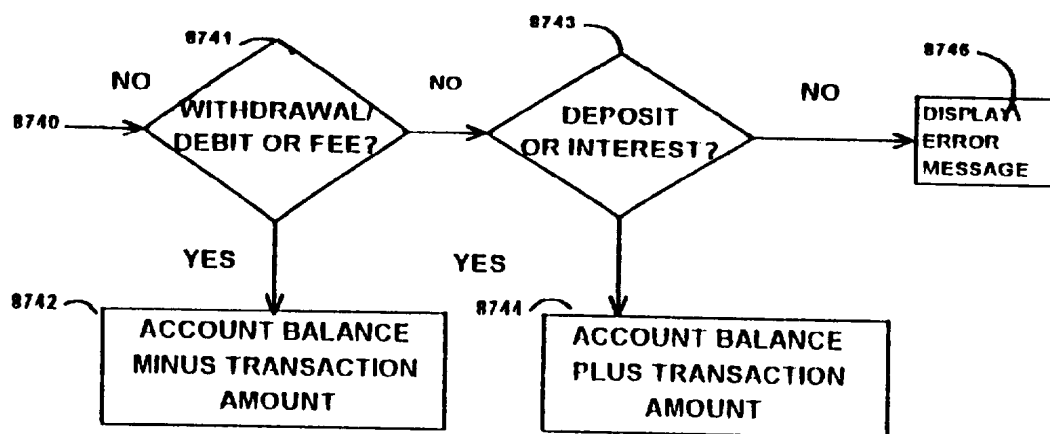 8741
8743
8746
NO
NO
NO
8740
WITHDRAWAL/
DEBIT OR FEE?
DEPOSIT
OR INTEREST?
DISPLAY
ERROR
MESSAGE
YES
YES
8742
8744
ACCOUNT BALANCE
MINUS TRANSACTION
AMOUNT
ACCOUNT BALANCE
PLUS TRANSACTION
AMOUNT